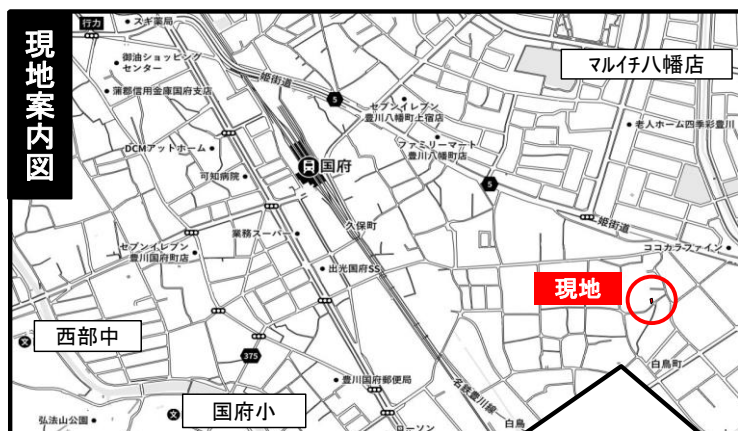 現地案内図
行力
スギ薬局
御油ショッピング
センター
蒲郡信用金庫国府支店
姫街道
5
マルイチ八幡店
セブンイレブン
豊川八幡町上宿店
老人ホーム四季彩豊川
DCMアットホーム
ファミリーマート
豊川八幡町店
可知病院
国府
5
姫街道
久保町
業務スーパー
セブンイレブン
豊川国府町店
ココカラファイン
出光国府SS
現地
西部中
文
375
白鳥町
豊川国府郵便局
名鉄豊川線
国府小
文
弘法山公園
ローソン
白鳥